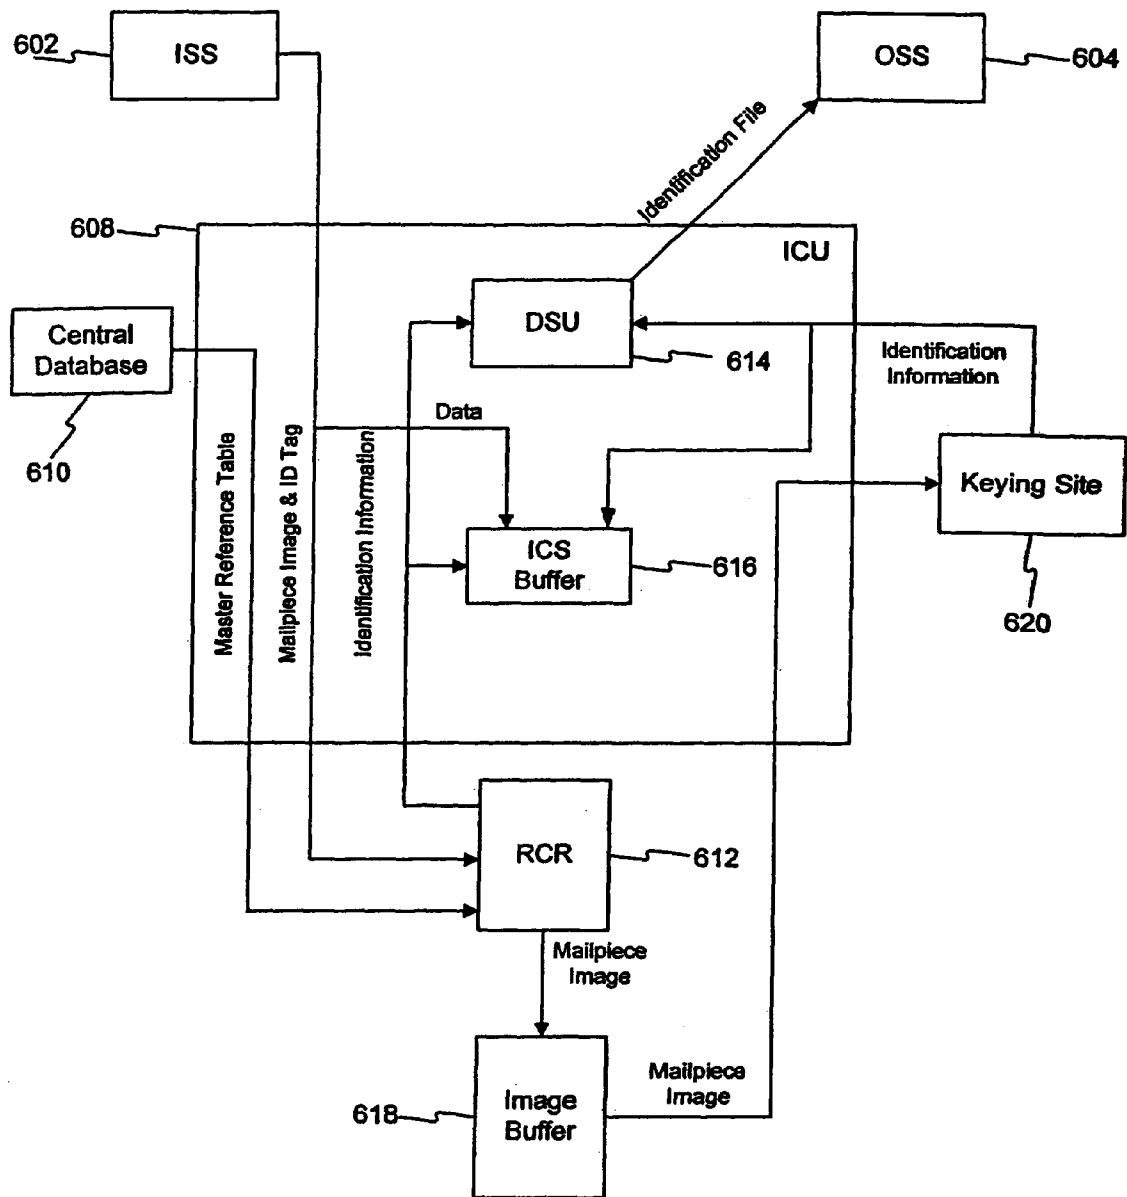 602
ISS
OSS
604
Identification File
608
ICU
Central
Database
610
DSU
614
Identification
Information
Data
Master Reference Table
Mailpiece Image & ID Tag
Identification Information
Keying Site
620
ICS
Buffer
616
RCR
612
Mailpiece
Image
Mailpiece
Image
618
Image
Buffer